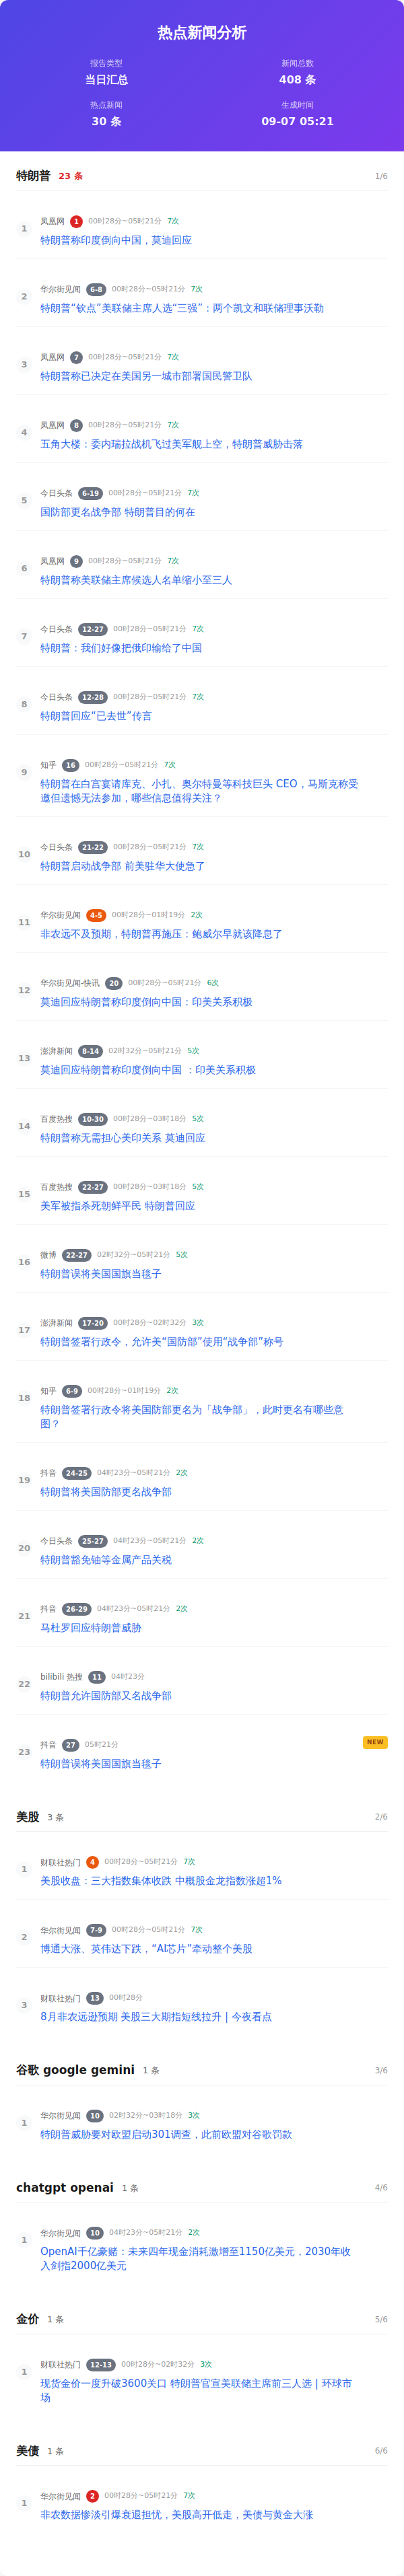 热点新闻分析
报告类型
新闻总数
当日汇总
408 条
热点新闻
生成时间
30 条
09-07 05:21
特朗普 23 条 1/6
1
凤凰网 1 00时28分~05时21分 7次
特朗普称印度倒向中国，莫迪回应
2
华尔街见闻 6-8 00时28分~05时21分 7次
特朗普“钦点”美联储主席人选“三强”：两个凯文和联储理事沃勒
3
凤凰网 7 00时28分~05时21分 7次
特朗普称已决定在美国另一城市部署国民警卫队
4
凤凰网 8 00时28分~05时21分 7次
五角大楼：委内瑞拉战机飞过美军舰上空，特朗普威胁击落
5
今日头条 6-19 00时28分~05时21分 7次
国防部更名战争部 特朗普目的何在
6
凤凰网 9 00时28分~05时21分 7次
特朗普称美联储主席候选人名单缩小至三人
7
今日头条 12-27 00时28分~05时21分 7次
特朗普：我们好像把俄印输给了中国
8
今日头条 12-28 00时28分~05时21分 7次
特朗普回应“已去世”传言
9
知乎 16 00时28分~05时21分 7次
特朗普在白宫宴请库克、小扎、奥尔特曼等科技巨头 CEO，马斯克称受
邀但遗憾无法参加，哪些信息值得关注？
10
今日头条 21-22 00时28分~05时21分 7次
特朗普启动战争部 前美驻华大使急了
11
华尔街见闻 4-5 00时28分~01时19分 2次
非农远不及预期，特朗普再施压：鲍威尔早就该降息了
12
华尔街见闻-快讯 20 00时28分~05时21分 6次
莫迪回应特朗普称印度倒向中国：印美关系积极
13
澎湃新闻 8-14 02时32分~05时21分 5次
莫迪回应特朗普称印度倒向中国 ：印美关系积极
14
百度热搜 10-30 00时28分~03时18分 5次
特朗普称无需担心美印关系 莫迪回应
15
百度热搜 22-27 00时28分~03时18分 5次
美军被指杀死朝鲜平民 特朗普回应
16
微博 22-27 02时32分~05时21分 5次
特朗普误将美国国旗当毯子
17
澎湃新闻 17-20 00时28分~02时32分 3次
特朗普签署行政令，允许美“国防部”使用“战争部”称号
18
知乎 6-9 00时28分~01时19分 2次
特朗普签署行政令将美国防部更名为「战争部」，此时更名有哪些意
图？
19
抖音 24-25 04时23分~05时21分 2次
特朗普将美国防部更名战争部
20
今日头条 25-27 04时23分~05时21分 2次
特朗普豁免铀等金属产品关税
21
抖音 26-29 04时23分~05时21分 2次
马杜罗回应特朗普威胁
22
bilibili 热搜 11 04时23分
特朗普允许国防部又名战争部
23
抖音 27 05时21分 NEW
特朗普误将美国国旗当毯子
美股 3 条 2/6
1
财联社热门 4 00时28分~05时21分 7次
美股收盘：三大指数集体收跌 中概股金龙指数涨超1%
2
华尔街见闻 7-9 00时28分~05时21分 7次
博通大涨、英伟达下跌，“AI芯片”牵动整个美股
3
财联社热门 13 00时28分
8月非农远逊预期 美股三大期指短线拉升 | 今夜看点
谷歌 google gemini 1 条 3/6
1
华尔街见闻 10 02时32分~03时18分 3次
特朗普威胁要对欧盟启动301调查，此前欧盟对谷歌罚款
chatgpt openai 1 条 4/6
1
华尔街见闻 10 04时23分~05时21分 2次
OpenAI千亿豪赌：未来四年现金消耗激增至1150亿美元，2030年收
入剑指2000亿美元
金价 1 条 5/6
1
财联社热门 12-13 00时28分~02时32分 3次
现货金价一度升破3600关口 特朗普官宣美联储主席前三人选 | 环球市
场
美债 1 条 6/6
1
华尔街见闻 2 00时28分~05时21分 7次
非农数据惨淡引爆衰退担忧，美股高开低走，美债与黄金大涨